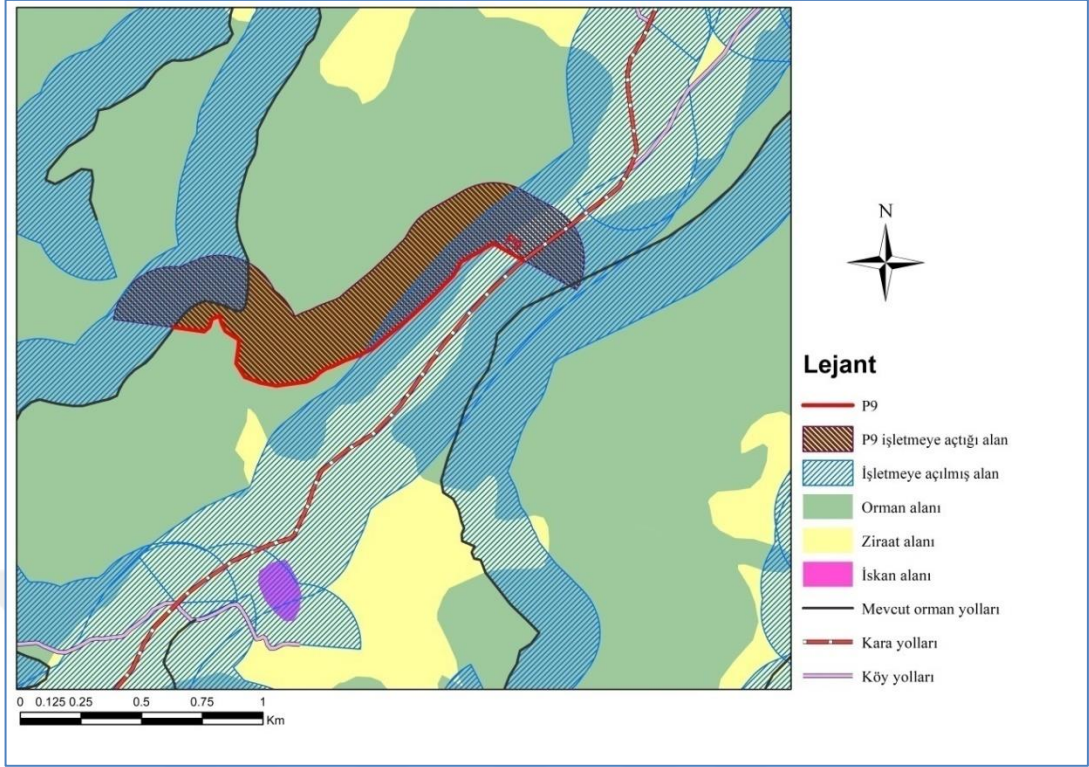 N
Lejant
P9
P9 işletmeye açtığı alan
İşletmeye açılmış alan
Orman alanı
Ziraat alanı
İskan alanı
Mevcut orman yolları
Kara yolları
Köy yolları
0 0.125 0.25 0.5 0.75 1
Km